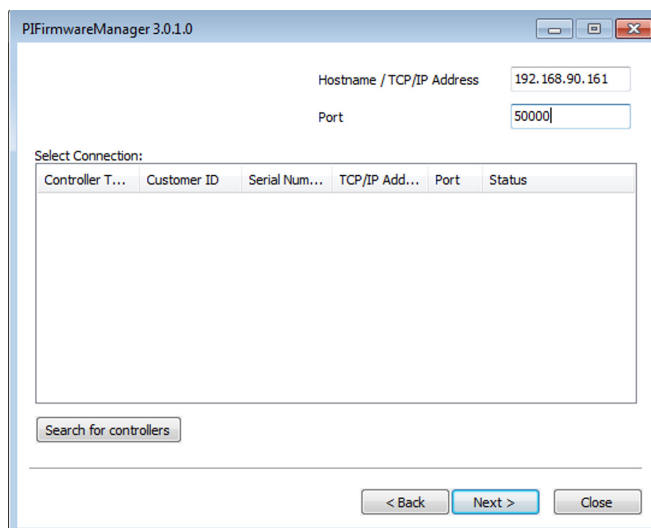 PIFirmwareManager 3.0.1.0
Hostname / TCP/IP Address 192.168.90.161
Port 50000
Select Connection:
Controller T... Customer ID Serial Num... TCP/IP Add... Port Status
Search for controllers
< Back Next > Close